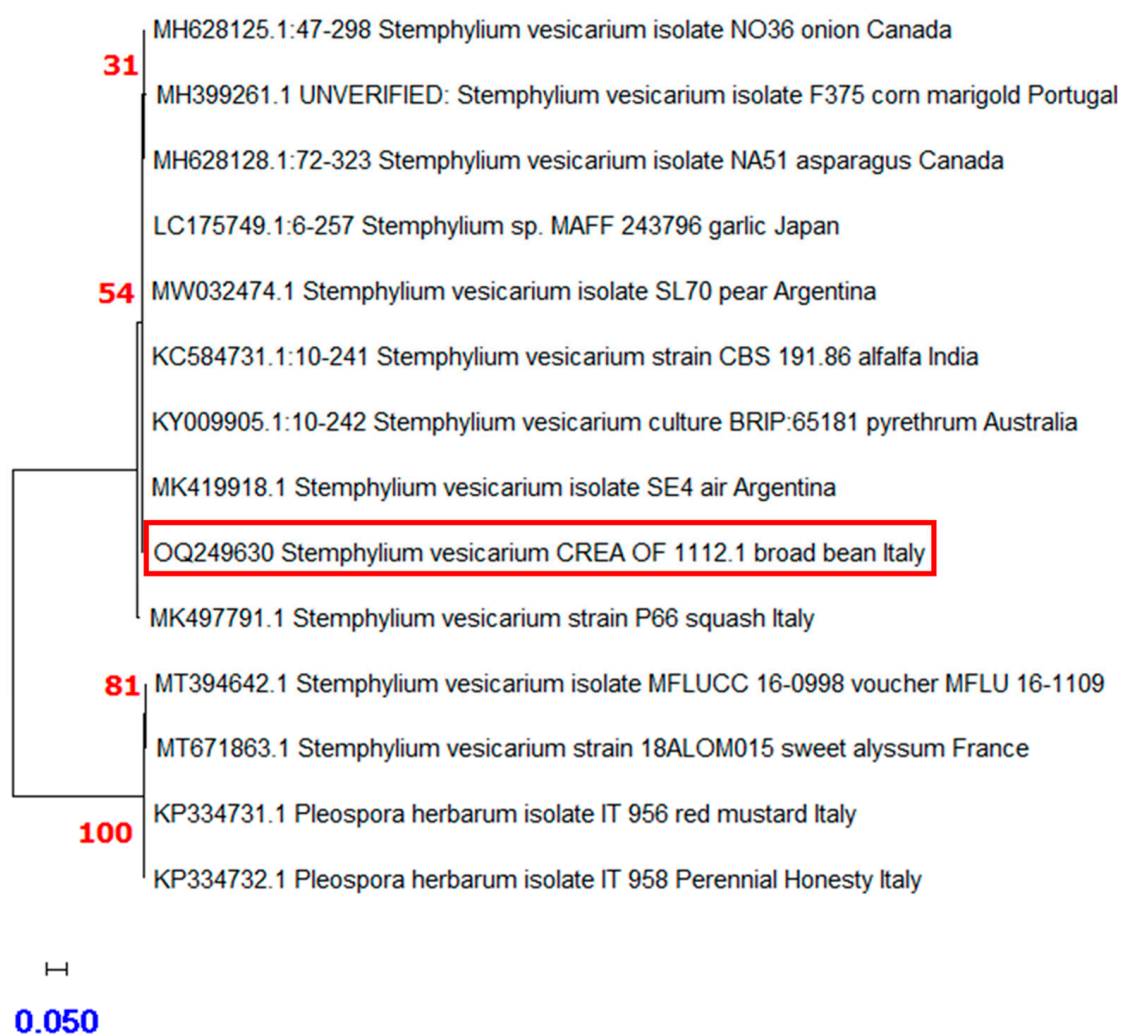 MH628125.1:47-298 Stemphylium vesicarium isolate NO36 onion Canada
31
MH399261.1 UNVERIFIED: Stemphylium vesicarium isolate F375 corn marigold Portugal
MH628128.1:72-323 Stemphylium vesicarium isolate NA51 asparagus Canada
LC175749.1:6-257 Stemphylium sp. MAFF 243796 garlic Japan
54 MW032474.1 Stemphylium vesicarium isolate SL70 pear Argentina
KC584731.1:10-241 Stemphylium vesicarium strain CBS 191.86 alfalfa India
KY009905.1:10-242 Stemphylium vesicarium culture BRIP:65181 pyrethrum Australia
MK419918.1 Stemphylium vesicarium isolate SE4 air Argentina
OQ249630 Stemphylium vesicarium CREA OF 1112.1 broad bean Italy
MK497791.1 Stemphylium vesicarium strain P66 squash Italy
81 MT394642.1 Stemphylium vesicarium isolate MFLUCC 16-0998 voucher MFLU 16-1109
MT671863.1 Stemphylium vesicarium strain 18ALOM015 sweet alyssum France
KP334731.1 Pleospora herbarum isolate IT 956 red mustard Italy
100
KP334732.1 Pleospora herbarum isolate IT 958 Perennial Honesty Italy
0.050